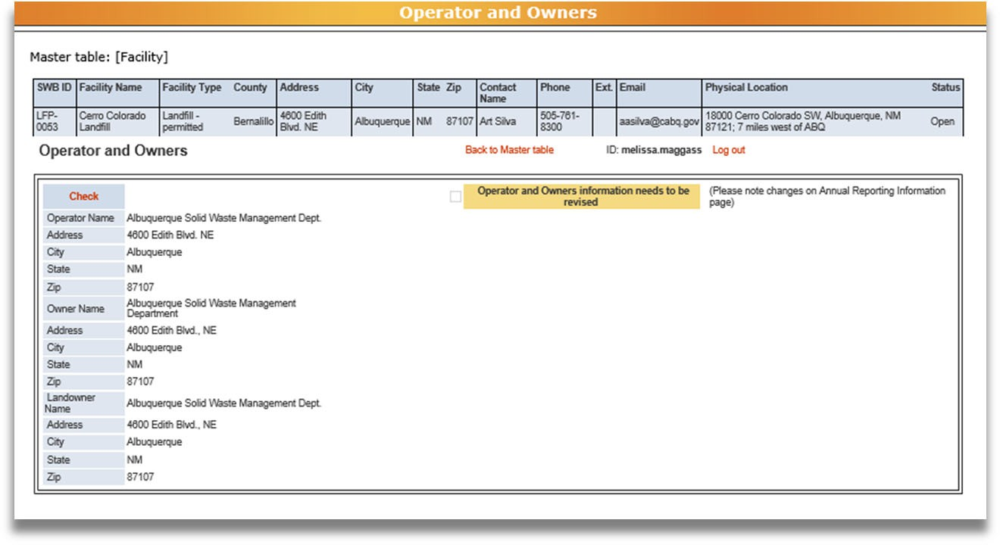 Operator and Owners
Master table: [Facility]
SWB ID Facility Name Facility Type County Address City State Zip Contact Name Phone Ext. Email Physical Location Status
LFP-0053 Cerro Colorado Landfill Landfill - permitted Bernalillo 4600 Edith Blvd. NE Albuquerque NM 87107 Art Silva 505-761-8300 aasilva@cabq.gov 18000 Cerro Colorado SW, Albuquerque, NM 87121; 7 miles west of ABQ Open
Operator and Owners Back to Master table ID: melissa.maggass Log out
Check Operator and Owners information needs to be revised (Please note changes on Annual Reporting Information page)
Operator Name Albuquerque Solid Waste Management Dept.
Address 4600 Edith Blvd. NE
City Albuquerque
State NM
Zip 87107
Owner Name Albuquerque Solid Waste Management Department
Address 4600 Edith Blvd., NE
City Albuquerque
State NM
Zip 87107
Landowner Name Albuquerque Solid Waste Management Dept.
Address 4600 Edith Blvd., NE
City Albuquerque
State NM
Zip 87107